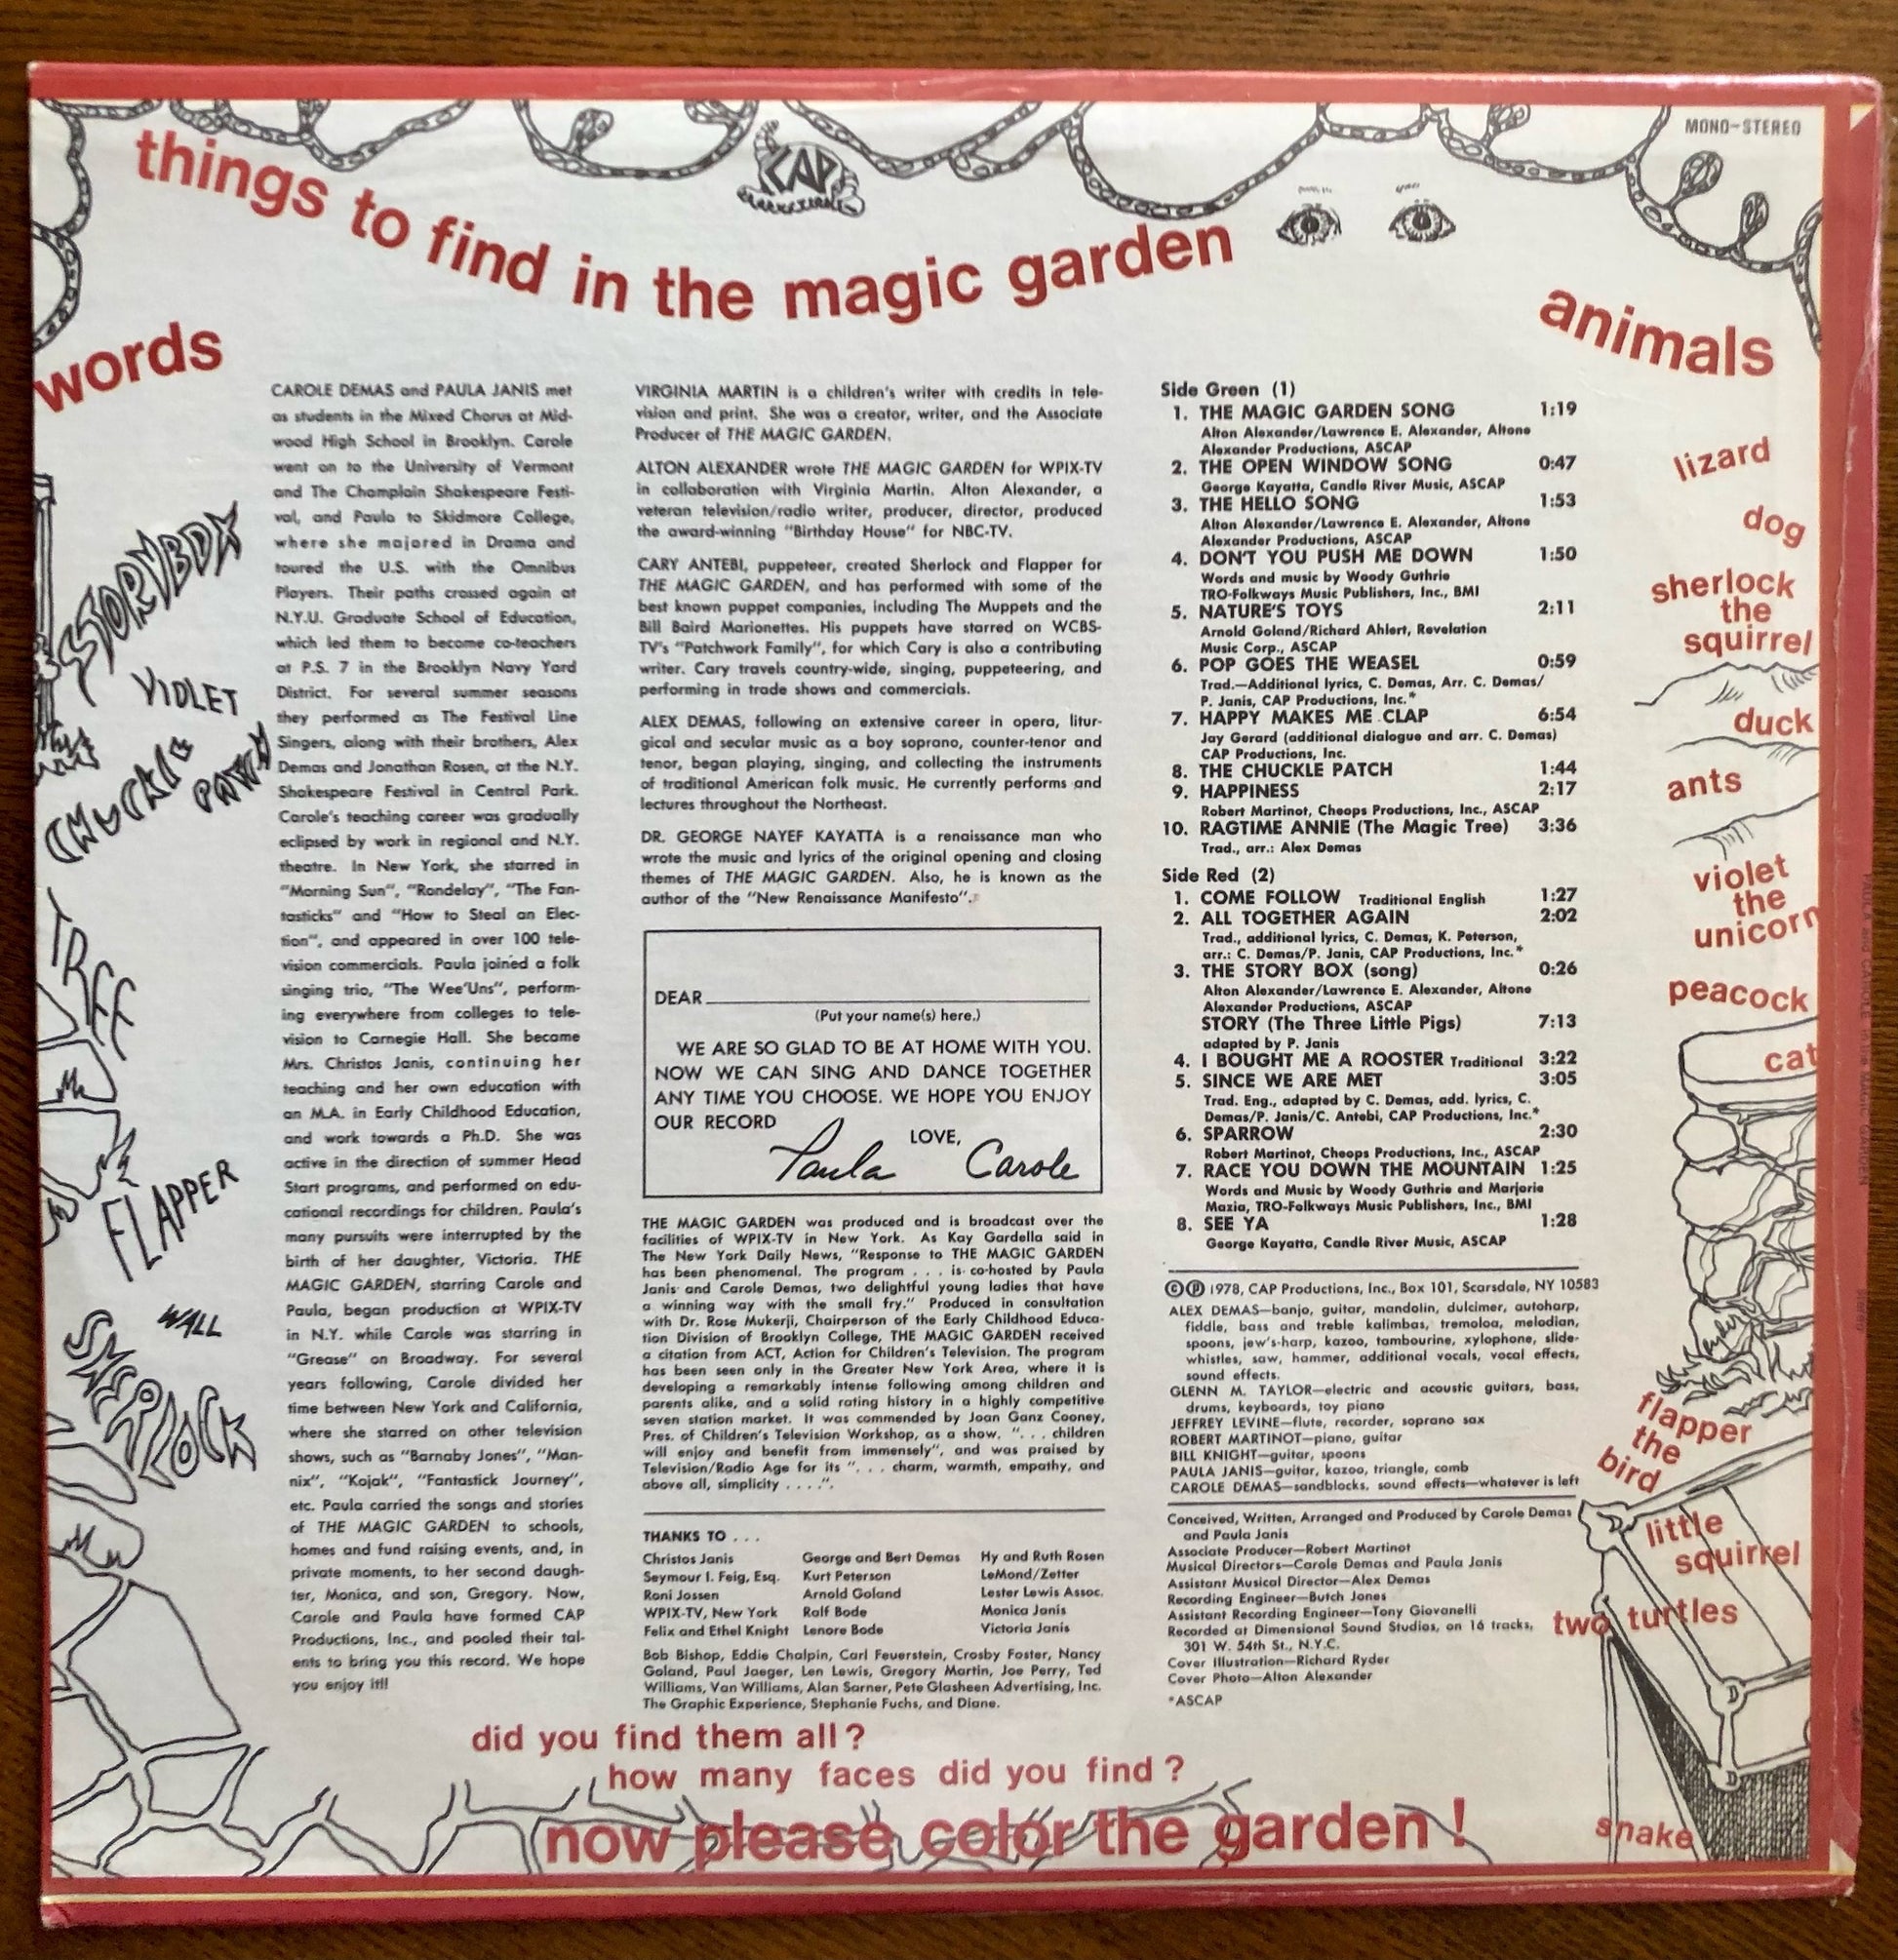 MONO-STEREO
CAP
things to find in the magic garden
words
animals
STORYBOX
VIOLET
CHUCKLE
PATCH
TREE
FLAPPER
WALL
SHERLOCK
CAROLE DEMAS and PAULA JANIS met
as students in the Mixed Chorus at Mid-
wood High School in Brooklyn. Carole
went on to the University of Vermont
and The Champlain Shakespeare Festi-
val, and Paula to Skidmore College,
where she majored in Drama and
toured the U.S. with the Omnibus
Players. Their paths crossed again at
N.Y.U. Graduate School of Education,
which led them to become co-teachers
at P.S. 7 in the Brooklyn Navy Yard
District. For several summer seasons
they performed as The Festival Line
Singers, along with their brothers, Alex
Demas and Jonathan Rosen, at the N.Y.
Shakespeare Festival in Central Park.
Carole's teaching career was gradually
eclipsed by work in regional and N.Y.
theatre. In New York, she starred in
"Morning Sun", "Rondelay", "The Fan-
tasticks" and "How to Steal an Elec-
tion", and appeared in over 100 tele-
vision commercials. Paula joined a folk
singing trio, "The Wee'Uns", perform-
ing everywhere from colleges to tele-
vision to Carnegie Hall. She became
Mrs. Christos Janis, continuing her
teaching and her own education with
an M.A. in Early Childhood Education,
and work towards a Ph.D. She was
active in the direction of summer Head
Start programs, and performed on edu-
cational recordings for children. Paula's
many pursuits were interrupted by the
birth of her daughter, Victoria. THE
MAGIC GARDEN, starring Carole and
Paula, began production at WPIX-TV
in N.Y. while Carole was starring in
"Grease" on Broadway. For several
years following, Carole divided her
time between New York and California,
where she starred on other television
shows, such as "Barnaby Jones", "Man-
nix", "Kojak", "Fantastick Journey",
etc. Paula carried the songs and stories
of THE MAGIC GARDEN to schools,
homes and fund raising events, and, in
private moments, to her second daugh-
ter, Monica, and son, Gregory. Now,
Carole and Paula have formed CAP
Productions, Inc., and pooled their tal-
ents to bring you this record. We hope
you enjoy it!!
VIRGINIA MARTIN is a children's writer with credits in tele-
vision and print. She was a creator, writer, and the Associate
Producer of THE MAGIC GARDEN.
ALTON ALEXANDER wrote THE MAGIC GARDEN for WPIX-TV
in collaboration with Virginia Martin. Alton Alexander, a
veteran television/radio writer, producer, director, produced
the award-winning "Birthday House" for NBC-TV.
CARY ANTEBI, puppeteer, created Sherlock and Flapper for
THE MAGIC GARDEN, and has performed with some of the
best known puppet companies, including The Muppets and the
Bill Baird Marionettes. His puppets have starred on WCBS-
TV's "Patchwork Family", for which Cary is also a contributing
writer. Cary travels country-wide, singing, puppeteering, and
performing in trade shows and commercials.
ALEX DEMAS, following an extensive career in opera, litur-
gical and secular music as a boy soprano, counter-tenor and
tenor, began playing, singing, and collecting the instruments
of traditional American folk music. He currently performs and
lectures throughout the Northeast.
DR. GEORGE NAYEF KAYATTA is a renaissance man who
wrote the music and lyrics of the original opening and closing
themes of THE MAGIC GARDEN. Also, he is known as the
author of the "New Renaissance Manifesto".
DEAR
(Put your name(s) here.)
WE ARE SO GLAD TO BE AT HOME WITH YOU.
NOW WE CAN SING AND DANCE TOGETHER
ANY TIME YOU CHOOSE. WE HOPE YOU ENJOY
OUR RECORD
LOVE,
Paula Carole
THE MAGIC GARDEN was produced and is broadcast over the
facilities of WPIX-TV in New York. As Kay Gardella said in
The New York Daily News, "Response to THE MAGIC GARDEN
has been phenomenal. The program . . . is co-hosted by Paula
Janis and Carole Demas, two delightful young ladies that have
a winning way with the small fry." Produced in consultation
with Dr. Rose Mukerji, Chairperson of the Early Childhood Educa-
tion Division of Brooklyn College, THE MAGIC GARDEN received
a citation from ACT, Action for Children's Television. The program
has been seen only in the Greater New York Area, where it is
developing a remarkably intense following among children and
parents alike, and a solid rating history in a highly competitive
seven station market. It was commended by Joan Ganz Cooney,
Pres. of Children's Television Workshop, as a show, ". . . children
will enjoy and benefit from immensely", and was praised by
Television/Radio Age for its ". . . charm, warmth, empathy, and
above all, simplicity . . . .".
THANKS TO . . .
Christos Janis George and Bert Demas Hy and Ruth Rosen
Seymour I. Feig, Esq. Kurt Peterson LeMond/Zetter
Roni Jossen Arnold Goland Lester Lewis Assoc.
WPIX-TV, New York Ralf Bode Monica Janis
Felix and Ethel Knight Lenore Bode Victoria Janis
Bob Bishop, Eddie Chalpin, Carl Feuerstein, Crosby Foster, Nancy
Goland, Paul Jaeger, Len Lewis, Gregory Martin, Joe Perry, Ted
Williams, Van Williams, Alan Sarner, Pete Glasheen Advertising, Inc.
The Graphic Experience, Stephanie Fuchs, and Diane.
Side Green (1)
1. THE MAGIC GARDEN SONG 1:19
Alton Alexander/Lawrence E. Alexander, Altone
Alexander Productions, ASCAP
2. THE OPEN WINDOW SONG 0:47
George Kayatta, Candle River Music, ASCAP
3. THE HELLO SONG 1:53
Alton Alexander/Lawrence E. Alexander, Altone
Alexander Productions, ASCAP
4. DON'T YOU PUSH ME DOWN 1:50
Words and music by Woody Guthrie
TRO-Folkways Music Publishers, Inc., BMI
5. NATURE'S TOYS 2:11
Arnold Goland/Richard Ahlert, Revelation
Music Corp., ASCAP
6. POP GOES THE WEASEL 0:59
Trad.—Additional lyrics, C. Demas, Arr. C. Demas/
P. Janis, CAP Productions, Inc.*
7. HAPPY MAKES ME CLAP 6:54
Jay Gerard (additional dialogue and arr. C. Demas)
CAP Productions, Inc.
8. THE CHUCKLE PATCH 1:44
9. HAPPINESS 2:17
Robert Martinot, Cheops Productions, Inc., ASCAP
10. RAGTIME ANNIE (The Magic Tree) 3:36
Trad., arr.: Alex Demas
Side Red (2)
1. COME FOLLOW Traditional English 1:27
2. ALL TOGETHER AGAIN 2:02
Trad., additional lyrics, C. Demas, K. Peterson,
arr.: C. Demas/P. Janis, CAP Productions, Inc.*
3. THE STORY BOX (song) 0:26
Alton Alexander/Lawrence E. Alexander, Altone
Alexander Productions, ASCAP
STORY (The Three Little Pigs) 7:13
adapted by P. Janis
4. I BOUGHT ME A ROOSTER Traditional 3:22
5. SINCE WE ARE MET 3:05
Trad. Eng., adapted by C. Demas, add. lyrics, C.
Demas/P. Janis/C. Antebi, CAP Productions, Inc.*
6. SPARROW 2:30
Robert Martinot, Cheops Productions, Inc., ASCAP
7. RACE YOU DOWN THE MOUNTAIN 1:25
Words and Music by Woody Guthrie and Marjorie
Mazia, TRO-Folkways Music Publishers, Inc., BMI
8. SEE YA 1:28
George Kayatta, Candle River Music, ASCAP
© ℗ 1978, CAP Productions, Inc., Box 101, Scarsdale, NY 10583
ALEX DEMAS—banjo, guitar, mandolin, dulcimer, autoharp,
fiddle, bass and treble kalimbas, tremoloa, melodian,
spoons, jew's-harp, kazoo, tambourine, xylophone, slide-
whistles, saw, hammer, additional vocals, vocal effects,
sound effects.
GLENN M. TAYLOR—electric and acoustic guitars, bass,
drums, keyboards, toy piano
JEFFREY LEVINE—flute, recorder, soprano sax
ROBERT MARTINOT—piano, guitar
BILL KNIGHT—guitar, spoons
PAULA JANIS—guitar, kazoo, triangle, comb
CAROLE DEMAS—sandblocks, sound effects—whatever is left
Conceived, Written, Arranged and Produced by Carole Demas
and Paula Janis
Associate Producer—Robert Martinot
Musical Directors—Carole Demas and Paula Janis
Assistant Musical Director—Alex Demas
Recording Engineer—Butch Jones
Assistant Recording Engineer—Tony Giovanelli
Recorded at Dimensional Sound Studios, on 16 tracks,
301 W. 54th St., N.Y.C.
Cover Illustration—Richard Ryder
Cover Photo—Alton Alexander
*ASCAP
lizard
dog
sherlock
the
squirrel
duck
ants
violet
the
unicorn
peacock
cat
flapper
the
bird
little
squirrel
two turtles
snake
did you find them all?
how many faces did you find?
now please color the garden!